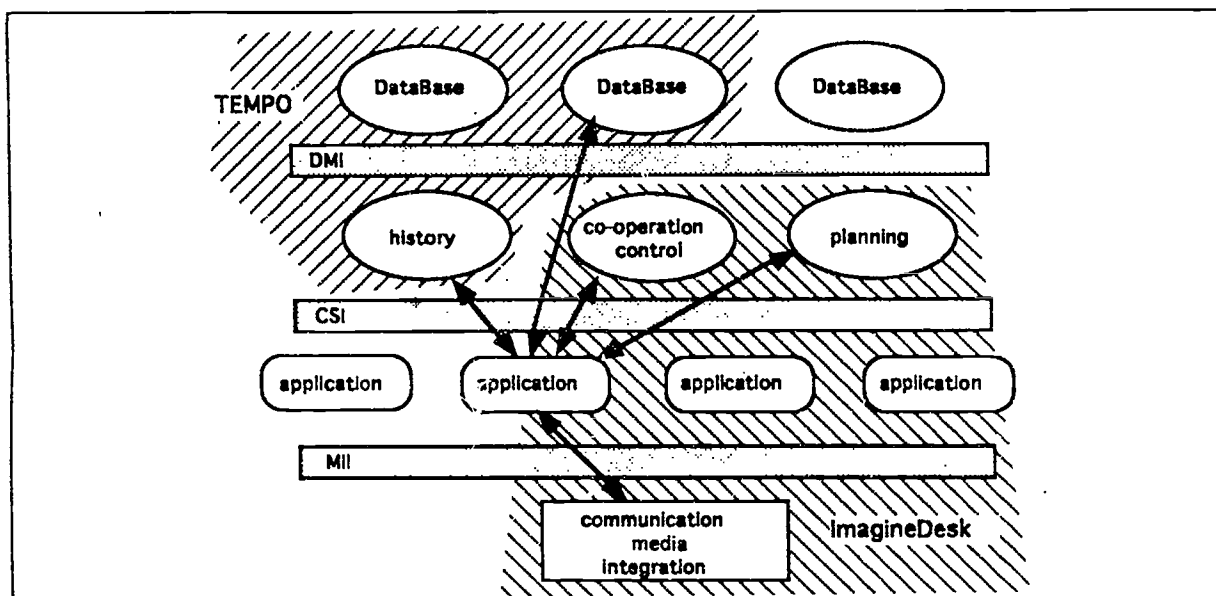 DataBase
DataBase
DataBase
TEMPO
DMI
history
co-operation
control
planning
CSI
application
application
application
application
MII
communication
media
integration
ImagineDesk